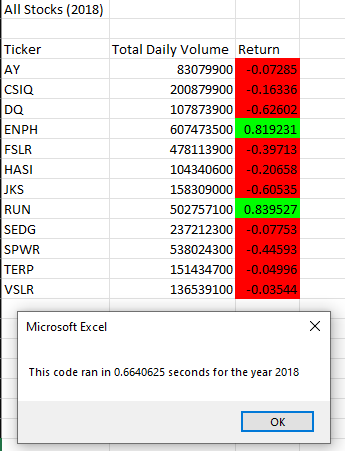 All Stocks (2018)
Ticker Total Daily Volume Return
AY 83079900 -0.07285
CSIQ 200879900 -0.16336
DQ 107873900 -0.62602
ENPH 607473500 0.819231
FSLR 478113900 -0.39713
HASI 104340600 -0.20658
JKS 158309000 -0.60535
RUN 502757100 0.839527
SEDG 237212300 -0.07753
SPWR 538024300 -0.44593
TERP 151434700 -0.04996
VSLR 136539100 -0.03544
Microsoft Excel
This code ran in 0.6640625 seconds for the year 2018
OK